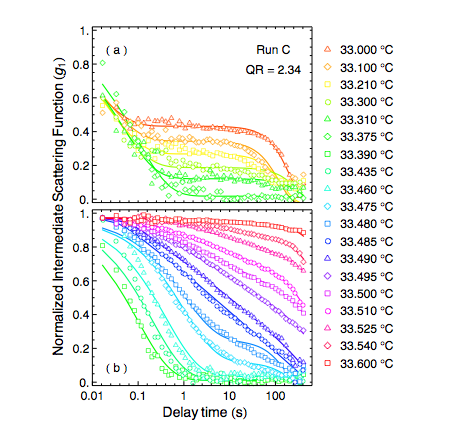 Normalized Intermediate Scattering Function (g₁)
1.
0.8
0.6
0.4
0.2
0.
(a)
Run C
QR = 2.34
1.
0.8
0.6
0.4
0.2
0.
(b)
0.01
0.1
1
10
100
Delay time (s)
33.000 °C
33.100 °C
33.210 °C
33.300 °C
33.310 °C
33.375 °C
33.390 °C
33.435 °C
33.460 °C
33.475 °C
33.480 °C
33.485 °C
33.490 °C
33.495 °C
33.500 °C
33.510 °C
33.525 °C
33.540 °C
33.600 °C